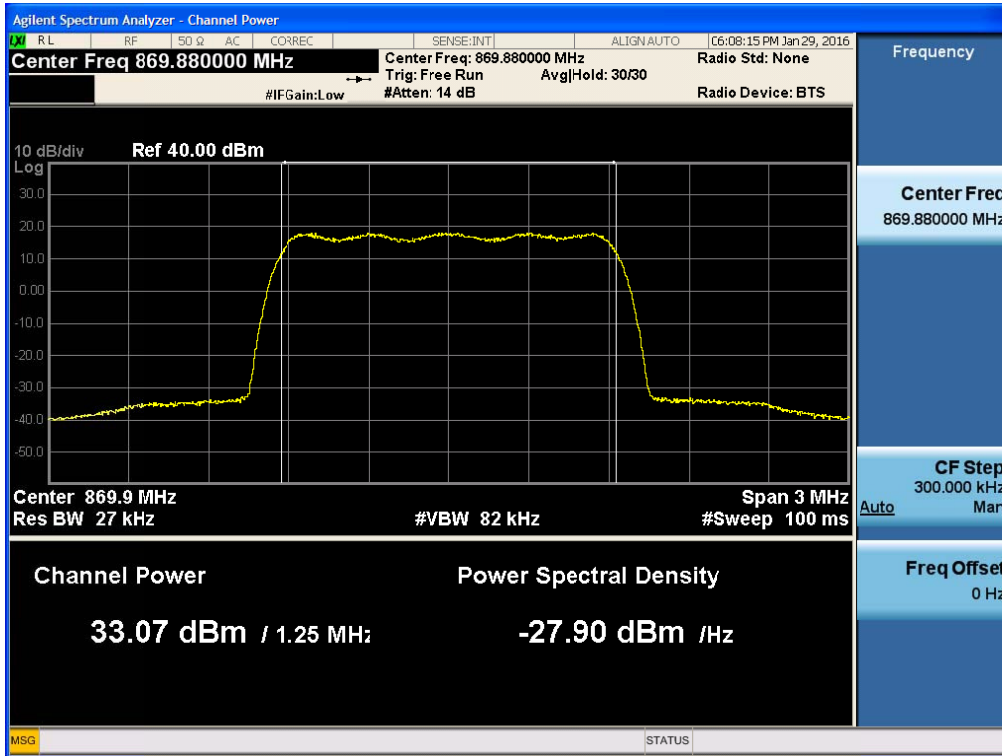 Agilent Spectrum Analyzer - Channel Power
LXI RL RF 50 Ω AC CORREC SENSE:INT ALIGN AUTO 06:08:15 PM Jan 29, 2016
Center Freq 869.880000 MHz
Center Freq: 869.880000 MHz Radio Std: None
Trig: Free Run Avg|Hold: 30/30
#IFGain:Low #Atten: 14 dB Radio Device: BTS
10 dB/div Ref 40.00 dBm
Log
30.0
20.0
10.0
0.00
-10.0
-20.0
-30.0
-40.0
-50.0
Center 869.9 MHz Span 3 MHz
Res BW 27 kHz #VBW 82 kHz #Sweep 100 ms
Channel Power Power Spectral Density
33.07 dBm / 1.25 MHz -27.90 dBm /Hz
Frequency
Center Freq
869.880000 MHz
CF Step
300.000 kHz
Auto Man
Freq Offset
0 Hz
MSG STATUS